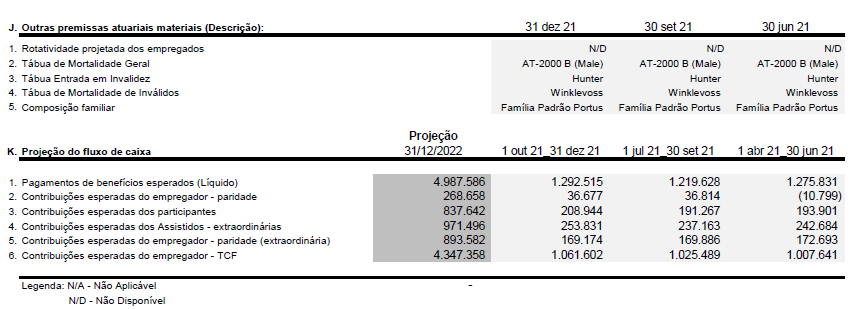 J. Outras premissas atuariais materiais (Descrição): 31 dez 21 30 set 21 30 jun 21
1. Rotatividade projetada dos empregados N/D N/D N/D
2. Tábua de Mortalidade Geral AT-2000 B (Male) AT-2000 B (Male) AT-2000 B (Male)
3. Tábua Entrada em Invalidez Hunter Hunter Hunter
4. Tábua de Mortalidade de Inválidos Winklevoss Winklevoss Winklevoss
5. Composição familiar Família Padrão Portus Família Padrão Portus Família Padrão Portus
Projeção
K. Projeção do fluxo de caixa 31/12/2022 1 out 21_31 dez 21 1 jul 21_30 set 21 1 abr 21_30 jun 21
1. Pagamentos de benefícios esperados (Líquido) 4.987.586 1.292.515 1.219.628 1.275.831
2. Contribuições esperadas do empregador - paridade 268.658 36.677 36.814 (10.799)
3. Contribuições esperadas dos participantes 837.642 208.944 191.267 193.901
4. Contribuições esperadas dos Assistidos - extraordinárias 971.496 253.831 237.163 242.684
5. Contribuições esperadas do empregador - paridade (extraordinária) 893.582 169.174 169.886 172.693
6. Contribuições esperadas do empregador - TCF 4.347.358 1.061.602 1.025.489 1.007.641
Legenda: N/A - Não Aplicável -
N/D - Não Disponível